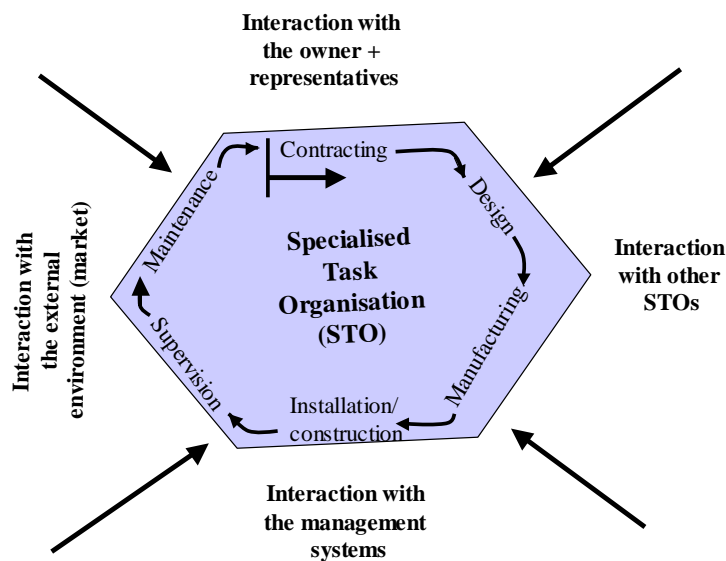 Interaction with
the owner +
representatives
Contracting
Design
Manufacturing
Installation/
construction
Supervision
Maintenance
Specialised
Task
Organisation
(STO)
Interaction
with other
STOs
Interaction with
the management
systems
Interaction with
the external
environment (market)